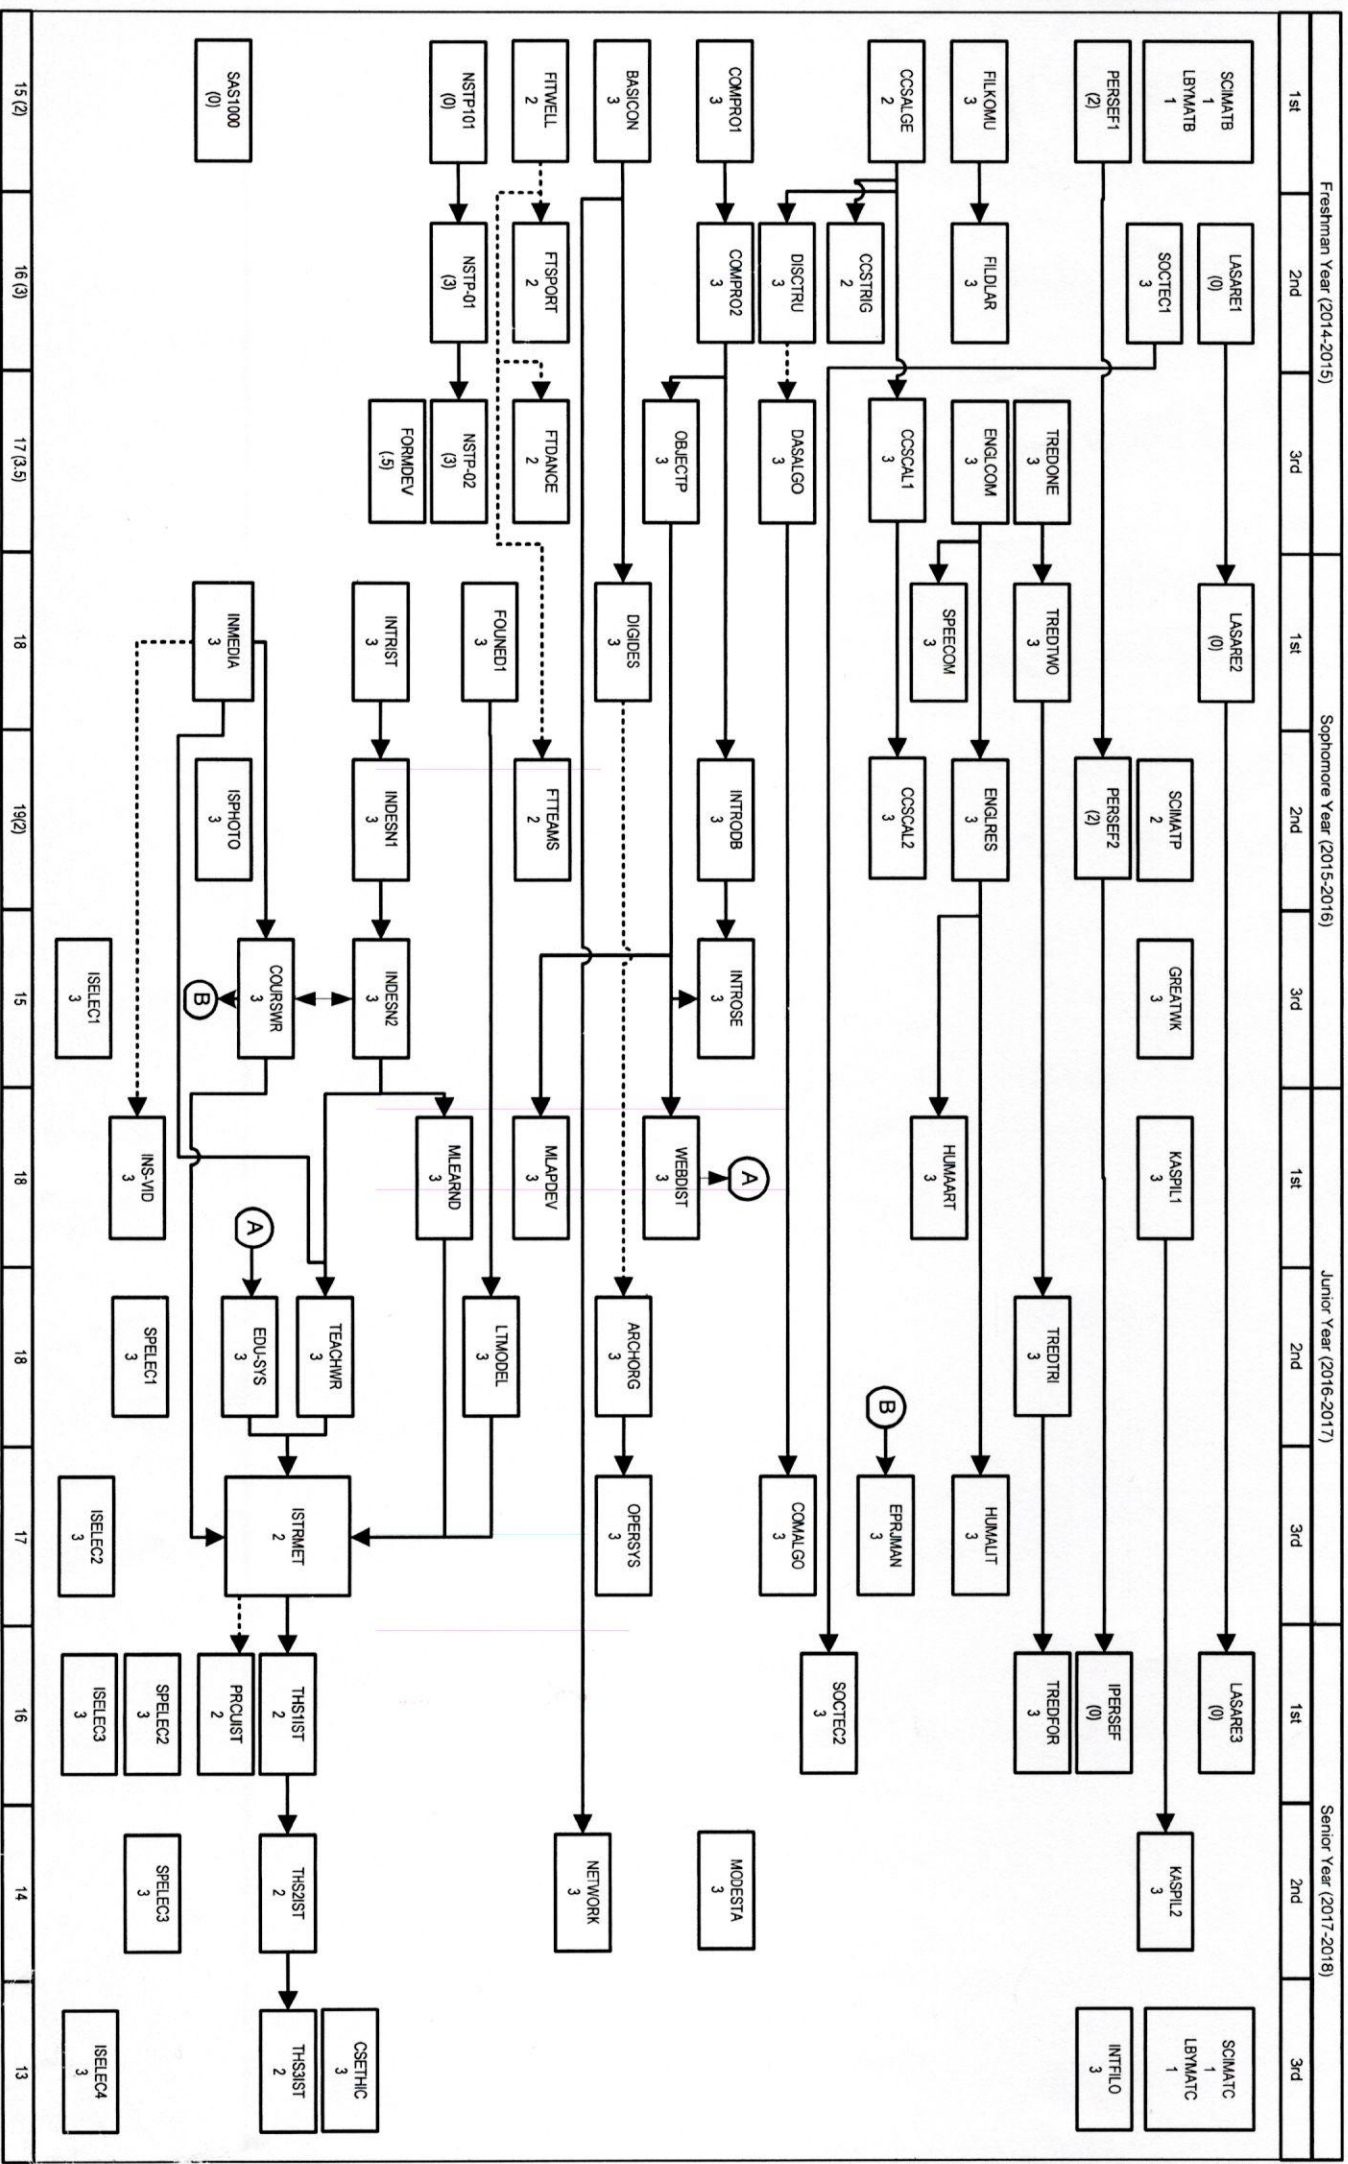 Freshman Year (2014-2015)
Sophomore Year (2015-2016)
Junior Year (2016-2017)
Senior Year (2017-2018)
1st
2nd
3rd
1st
2nd
3rd
1st
2nd
3rd
1st
2nd
3rd
SCIMATB
1
LBYMATB
1
PERSEF1
(2)
FILKOMU
3
CCSALGE
2
COMPRO1
3
BASICON
3
FITWELL
2
NSTP101
(0)
SAS1000
(0)
LASARE1
(0)
SOCTEC1
3
FILDLAR
3
CCSTRIG
2
DISCTRU
3
COMPRO2
3
FTSPORT
2
NSTP-01
(3)
TREDONE
3
ENGLCOM
3
CCSCAL1
3
DASALGO
3
OBJECTP
3
FTDANCE
2
NSTP-02
(3)
FORMDEV
(.5)
LASARE2
(0)
TREDTWO
3
SPEECOM
3
DIGIDES
3
FOUNED1
3
INTRIST
3
INMEDIA
3
SCIMATP
2
PERSEF2
(2)
ENGLRES
3
CCSCAL2
3
INTRODB
3
FTTEAMS
2
INDESN1
3
ISPHOTO
3
GREATWK
3
INTROSE
3
INDESN2
3
COURSWR
3
B
ISELEC1
3
KASPIL1
3
HUMAART
3
A
WEBDIST
3
MLAPDEV
3
MLEARND
3
A
INS-VID
3
TREDTRI
3
B
ARCHORG
3
LTMODEL
3
TEACHWR
3
EDU-SYS
3
SPELEC1
3
HUMALIT
3
EPRJMAN
3
COMALGO
3
OPERSYS
3
ISTRMET
2
ISELEC2
3
LASARE3
(0)
IPERSEF
(0)
TREDFOR
3
SOCTEC2
3
THS1IST
2
PRCUIST
2
SPELEC2
3
ISELEC3
3
KASPIL2
3
MODESTA
3
NETWORK
3
THS2IST
2
SPELEC3
3
SCIMATC
1
LBYMATC
1
INTFILO
3
CSETHIC
3
THS3IST
2
ISELEC4
3
15 (2)
16 (3)
17 (3.5)
18
19(2)
15
18
18
17
16
14
13